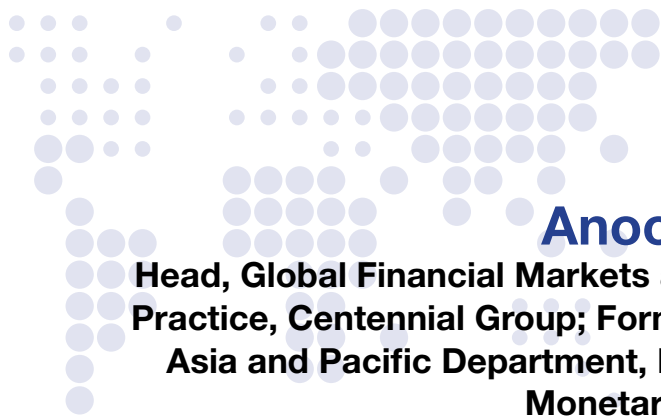 Anoo
Head, Global Financial Markets
Practice, Centennial Group; Forr
Asia and Pacific Department,
Monetar